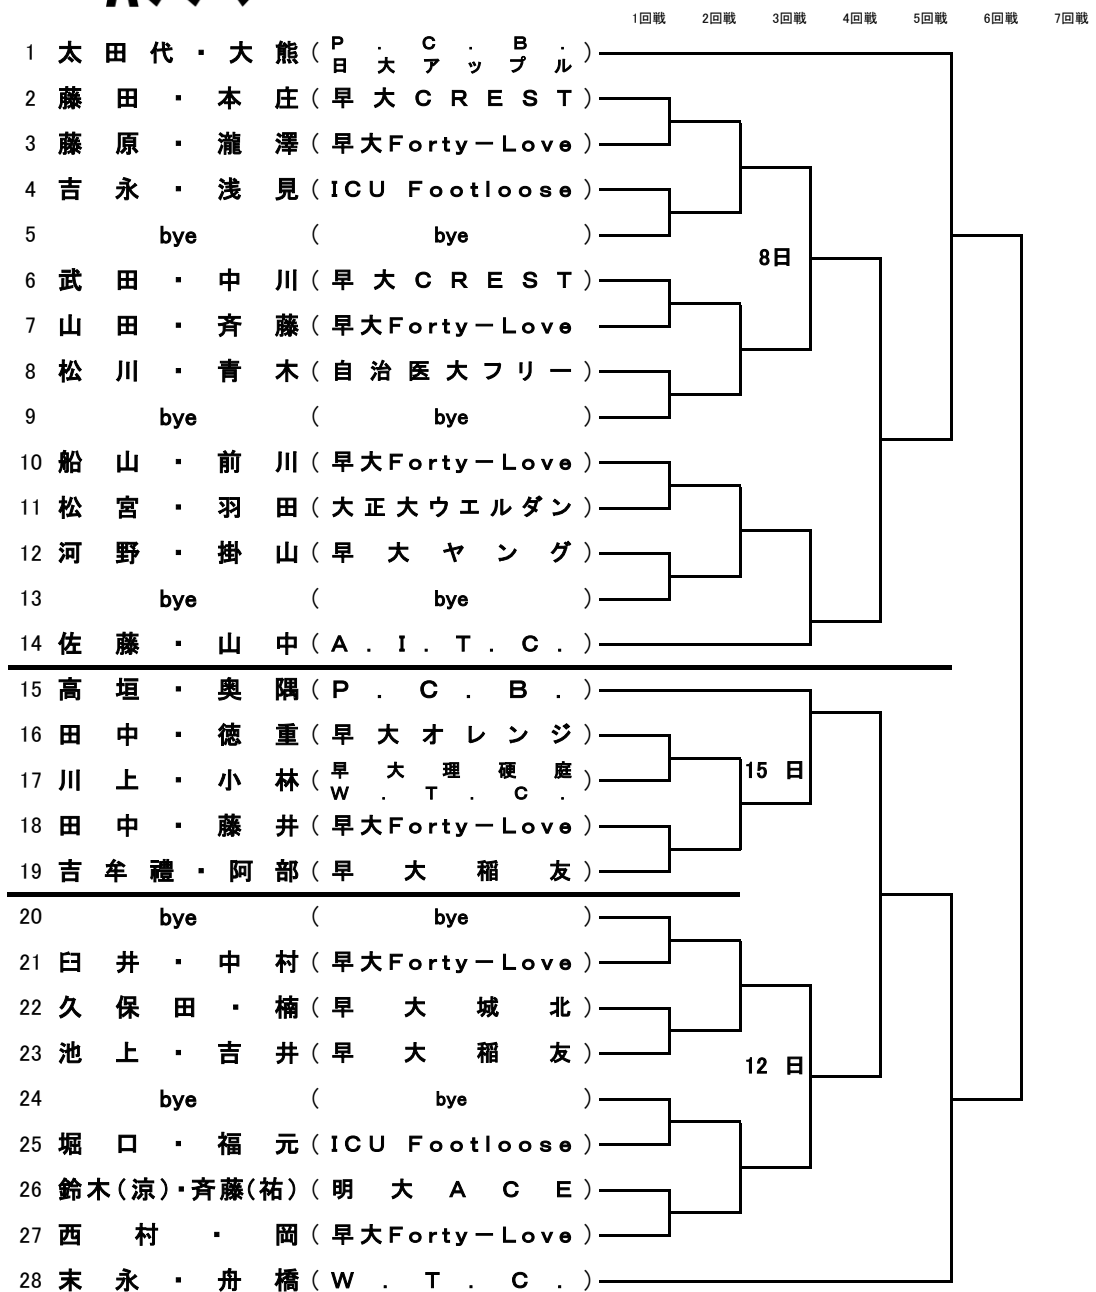 1回戦 2回戦 3回戦 4回戦 5回戦 6回戦 7回戦
1 太田代・大熊 (P.C.B. 日大アップル)
2 藤田・本庄 (早大CREST)
3 藤原・瀧澤 (早大Forty－Love)
4 吉永・浅見 (ICU Footloose)
5 bye (bye)
8日
6 武田・中川 (早大CREST)
7 山田・斉藤 (早大Forty－Love
8 松川・青木 (自治医大フリー)
9 bye (bye)
10 船山・前川 (早大Forty－Love)
11 松宮・羽田 (大正大ウエルダン)
12 河野・掛山 (早大ヤング)
13 bye (bye)
14 佐藤・山中 (A.I.T.C.)
15 高垣・奥隅 (P.C.B.)
16 田中・徳重 (早大オレンジ)
15 日
17 川上・小林 (早大理硬庭 W.T.C.)
18 田中・藤井 (早大Forty－Love)
19 吉牟禮・阿部 (早大稲友)
20 bye (bye)
21 臼井・中村 (早大Forty－Love)
22 久保田・楠 (早大城北)
23 池上・吉井 (早大稲友)
12 日
24 bye (bye)
25 堀口・福元 (ICU Footloose)
26 鈴木(涼)・斉藤(祐) (明大ACE)
27 西村・岡 (早大Forty－Love)
28 末永・舟橋 (W.T.C.)